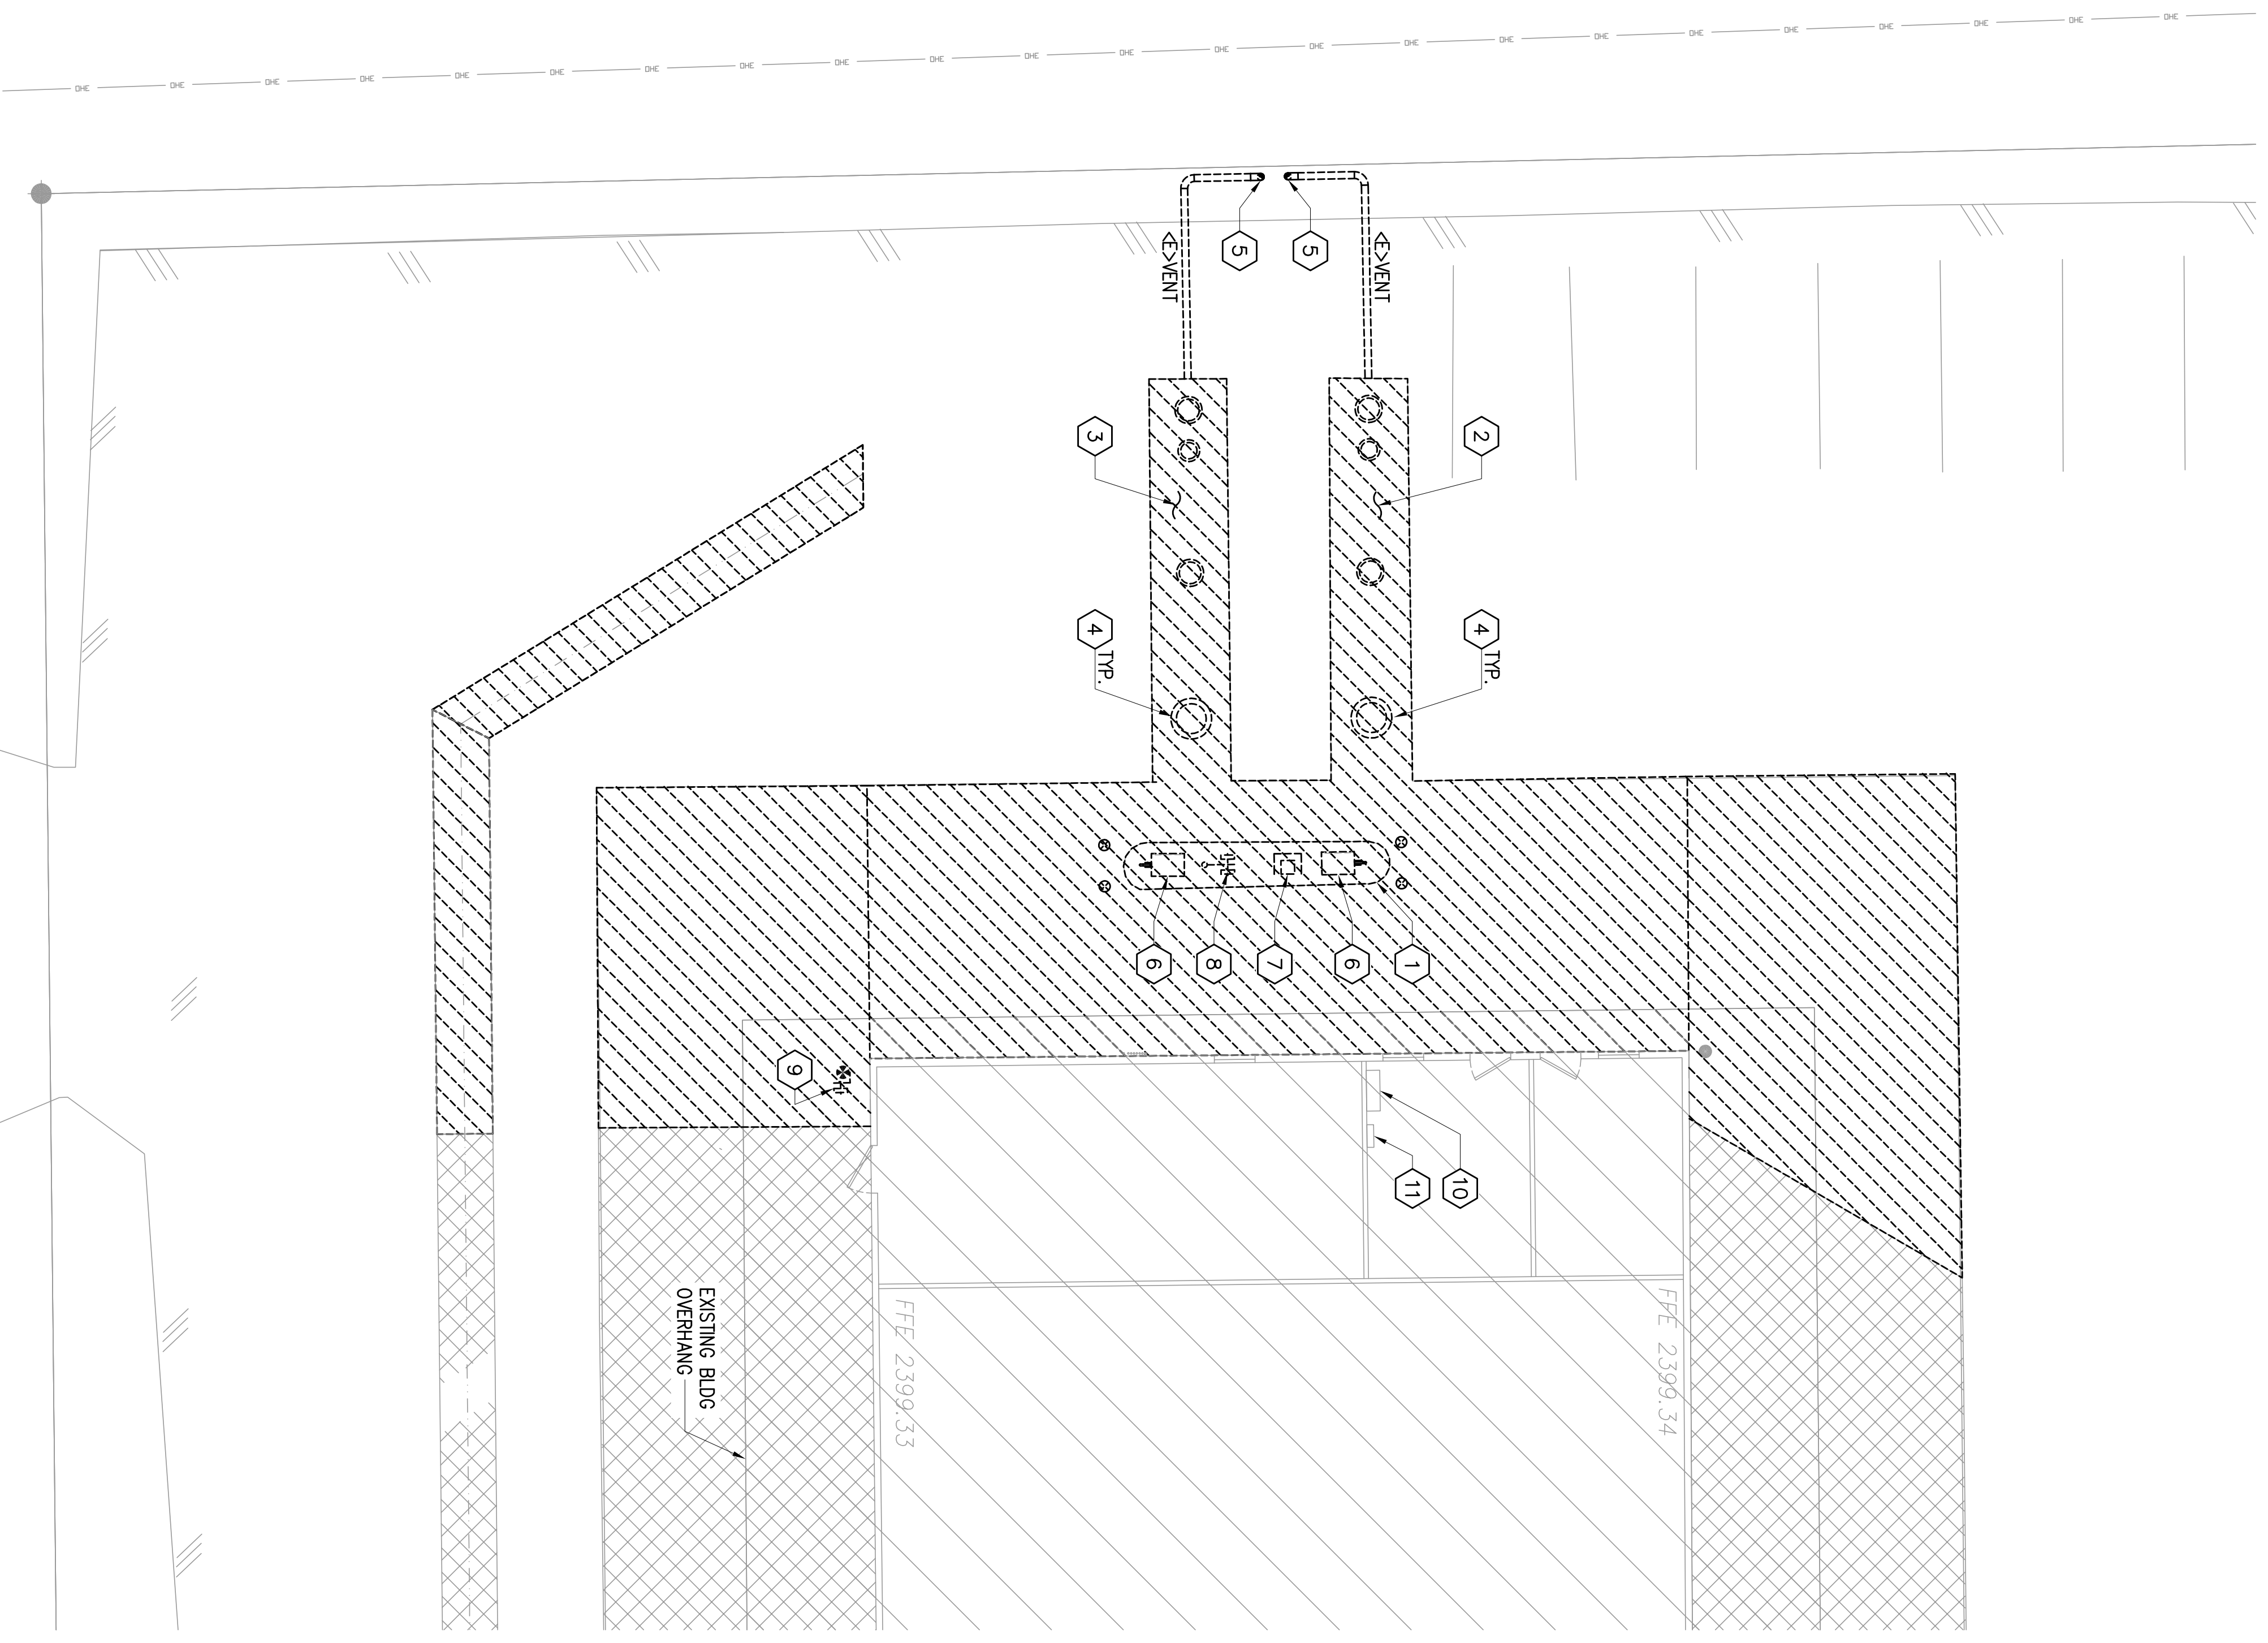 OHE OHE OHE OHE OHE OHE OHE OHE OHE OHE OHE OHE OHE OHE OHE OHE OHE OHE OHE OHE OHE OHE OHE
5
5
<E>VENT
<E>VENT
3
2
4 TYP.
4 TYP.
6
8
7
6
1
9
10
11
EXISTING BLDG
OVERHANG
FFE 2399.33
FFE 2399.34